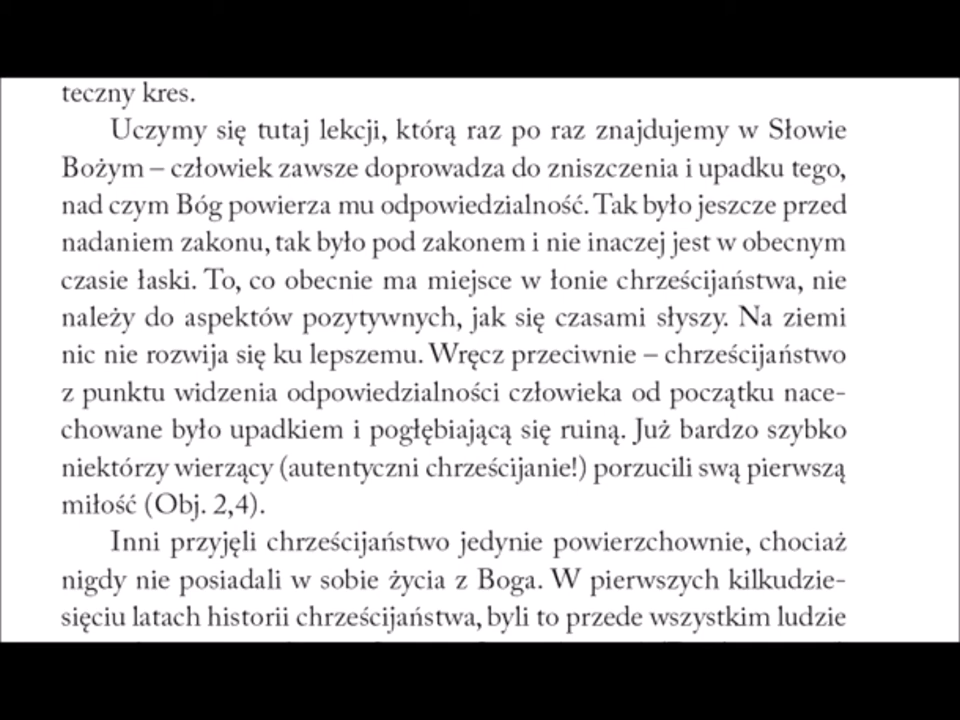 teczny kres.
Uczymy się tutaj lekcji, którą raz po raz znajdujemy w Słowie
Bożym – człowiek zawsze doprowadza do zniszczenia i upadku tego,
nad czym Bóg powierza mu odpowiedzialność. Tak było jeszcze przed
nadaniem zakonu, tak było pod zakonem i nie inaczej jest w obecnym
czasie łaski. To, co obecnie ma miejsce w łonie chrześcijaństwa, nie
należy do aspektów pozytywnych, jak się czasami słyszy. Na ziemi
nic nie rozwija się ku lepszemu. Wręcz przeciwnie – chrześcijaństwo
z punktu widzenia odpowiedzialności człowieka od początku nace-
chowane było upadkiem i pogłębiającą się ruiną. Już bardzo szybko
niektórzy wierzący (autentyczni chrześcijanie!) porzucili swą pierwszą
miłość (Obj. 2,4).
Inni przyjęli chrześcijaństwo jedynie powierzchownie, chociaż
nigdy nie posiadali w sobie życia z Boga. W pierwszych kilkudzie-
sięciu latach historii chrześcijaństwa, byli to przede wszystkim ludzie